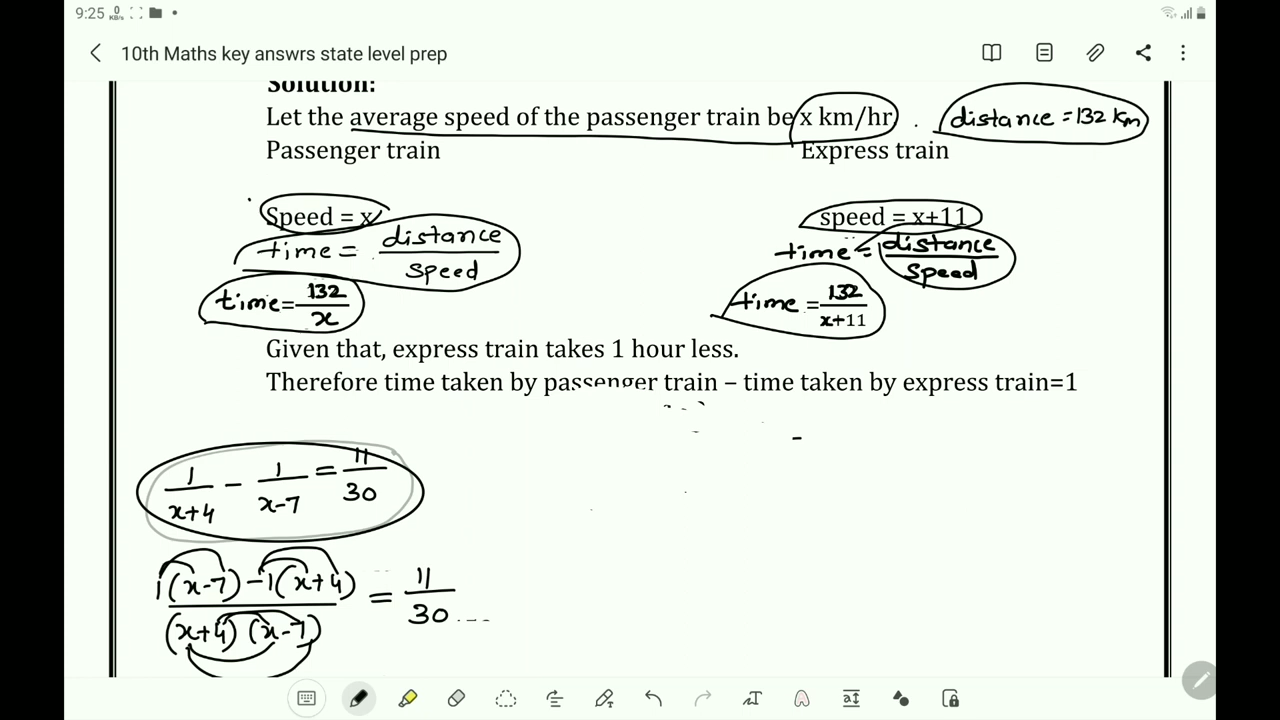 9:25 0 KB/s
10th Maths key answrs state level prep
Solution:
Let the average speed of the passenger train be x km/hr . distance = 132 km
Passenger train Express train
Speed = x speed = x+11
time = distance/speed time = distance/speed
time = 132/x time = 132/x+11
Given that, express train takes 1 hour less.
Therefore time taken by passenger train – time taken by express train=1
1/x+4 - 1/x-7 = 11/30
1(x-7) -1(x+4)/(x+4) (x-7) = 11/30